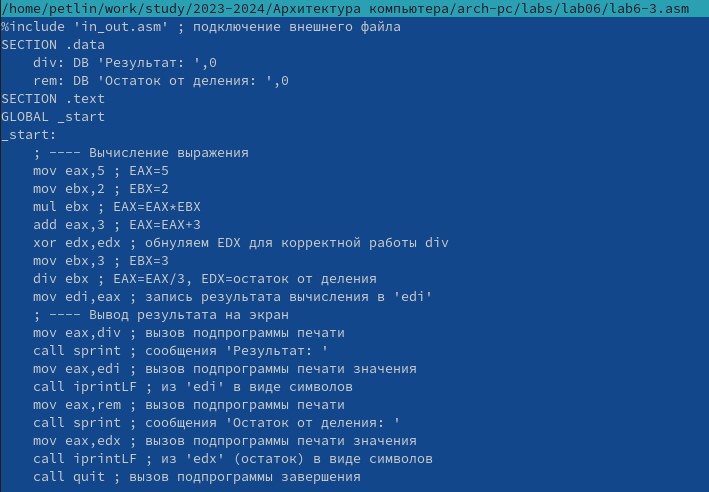 /home/petlin/work/study/2023-2024/Архитектура компьютера/arch-pc/labs/lab06/lab6-3.asm
%include 'in_out.asm' ; подключение внешнего файла
SECTION .data
    div: DB 'Результат: ',0
    rem: DB 'Остаток от деления: ',0
SECTION .text
GLOBAL _start
_start:
    ; ---- Вычисление выражения
    mov eax,5 ; EAX=5
    mov ebx,2 ; EBX=2
    mul ebx ; EAX=EAX*EBX
    add eax,3 ; EAX=EAX+3
    xor edx,edx ; обнуляем EDX для корректной работы div
    mov ebx,3 ; EBX=3
    div ebx ; EAX=EAX/3, EDX=остаток от деления
    mov edi,eax ; запись результата вычисления в 'edi'
    ; ---- Вывод результата на экран
    mov eax,div ; вызов подпрограммы печати
    call sprint ; сообщения 'Результат: '
    mov eax,edi ; вызов подпрограммы печати значения
    call iprintLF ; из 'edi' в виде символов
    mov eax,rem ; вызов подпрограммы печати
    call sprint ; сообщения 'Остаток от деления: '
    mov eax,edx ; вызов подпрограммы печати значения
    call iprintLF ; из 'edx' (остаток) в виде символов
    call quit ; вызов подпрограммы завершения